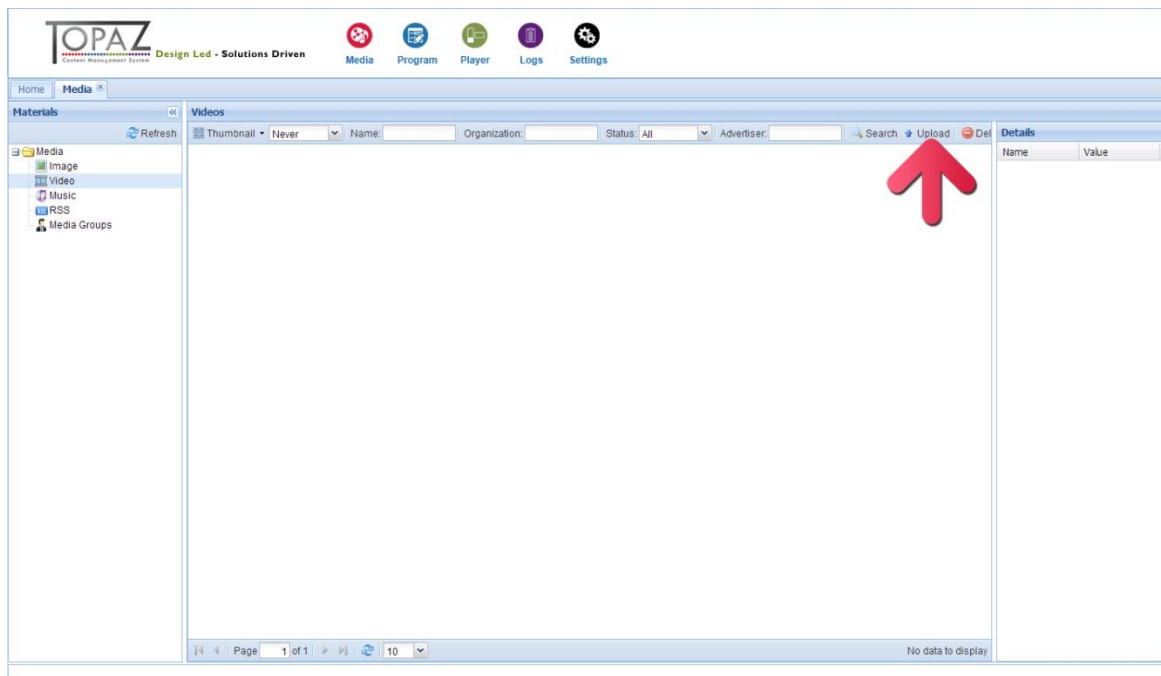 TOPAZ
Content Management System
Design Led - Solutions Driven
Media
Program
Player
Logs
Settings
Home
Media
Materials
Videos
Refresh
Thumbnail
Never
Name:
Organization:
Status:
All
Advertiser:
Search
Upload
Del
Details
Name
Value
Media
Image
Video
Music
RSS
Media Groups
Page
1
of 1
10
No data to display